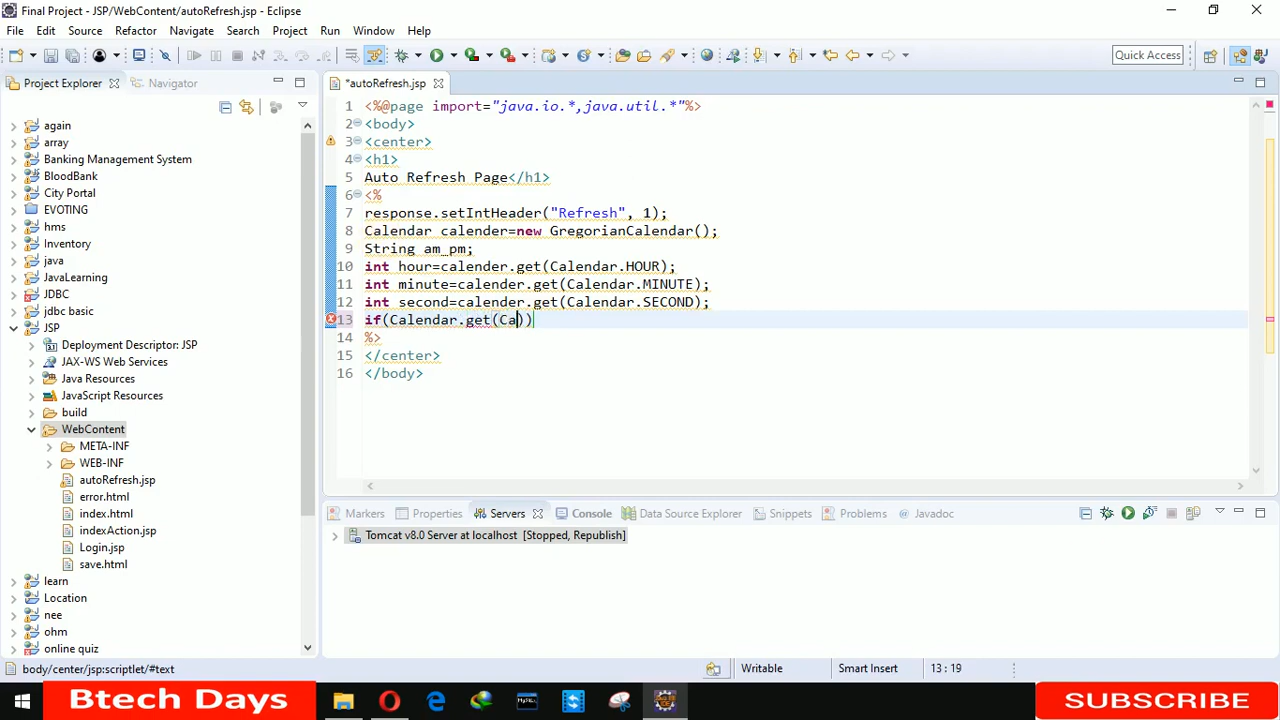 Final Project - JSP/WebContent/autoRefresh.jsp - Eclipse
File Edit Source Refactor Navigate Search Project Run Window Help
Quick Access
Project Explorer Navigator
*autoRefresh.jsp
again
array
Banking Management System
BloodBank
City Portal
EVOTING
hms
Inventory
java
JavaLearning
JDBC
jdbc basic
JSP
Deployment Descriptor: JSP
JAX-WS Web Services
Java Resources
JavaScript Resources
build
WebContent
META-INF
WEB-INF
autoRefresh.jsp
error.html
index.html
indexAction.jsp
Login.jsp
save.html
learn
Location
nee
ohm
online quiz
1 <%@page import="java.io.*,java.util.*"%>
2 <body>
3 <center>
4 <h1>
5 Auto Refresh Page</h1>
6 <%
7 response.setIntHeader("Refresh", 1);
8 Calendar calender=new GregorianCalendar();
9 String am_pm;
10 int hour=calender.get(Calendar.HOUR);
11 int minute=calender.get(Calendar.MINUTE);
12 int second=calender.get(Calendar.SECOND);
13 if(Calendar.get(Ca))
14 %>
15 </center>
16 </body>
Markers Properties Servers Console Data Source Explorer Snippets Problems Javadoc
Tomcat v8.0 Server at localhost [Stopped, Republish]
body/center/jsp:scriptlet/#text Writable Smart Insert 13 : 19
Btech Days
SUBSCRIBE